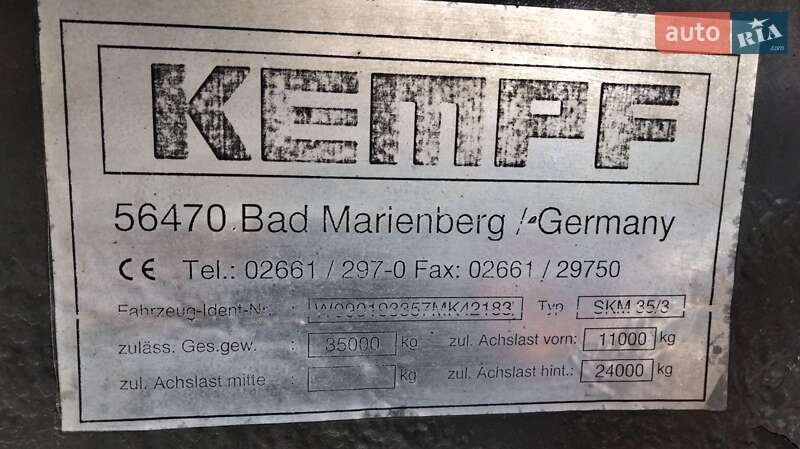 auto RIA.com
KEMPF
56470 Bad Marienberg / Germany
CE Tel.: 02661 / 297-0 Fax: 02661 / 29750
Fahrzeug-Ident-Nr. Typ SKM 35/3
zuläss. Ges.gew. : 35000 kg zul. Achslast vorn: 11000 kg
zul. Achslast mitte : kg zul. Achslast hint.: 24000 kg